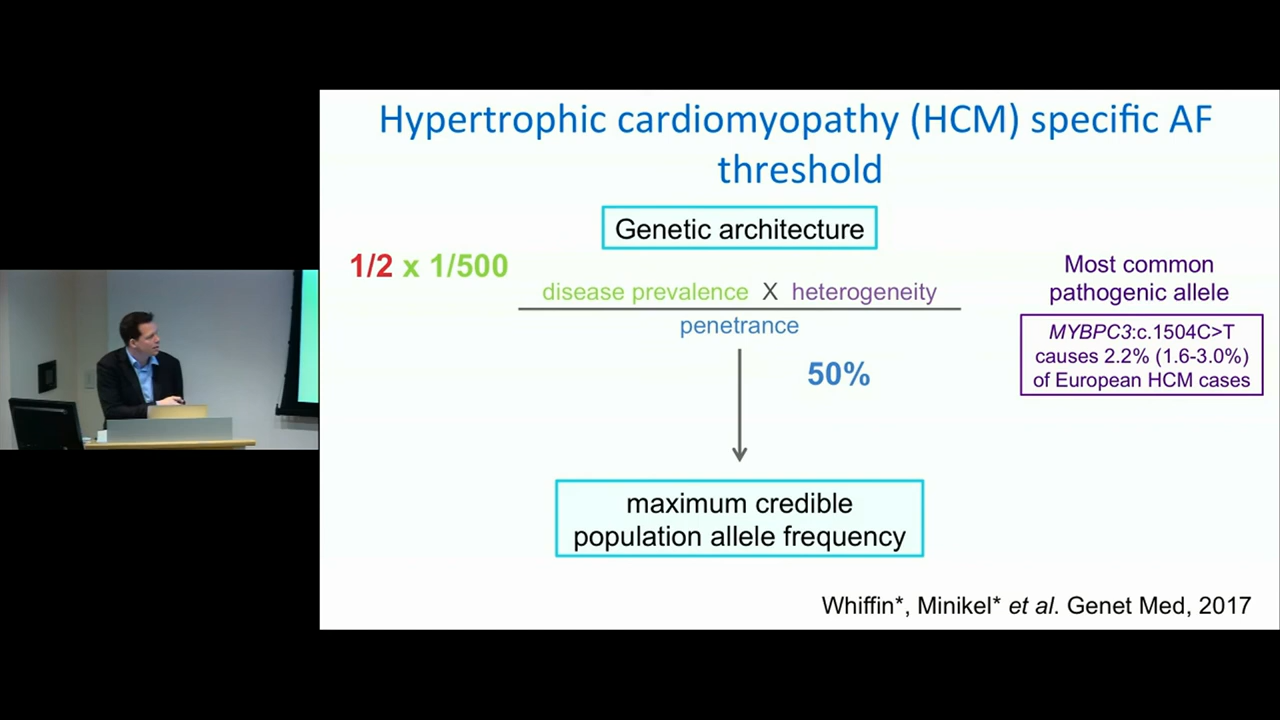 Hypertrophic cardiomyopathy (HCM) specific AF
threshold
Genetic architecture
1/2 x 1/500
disease prevalence X heterogeneity
penetrance
50%
Most common
pathogenic allele
MYBPC3:c.1504C>T
causes 2.2% (1.6-3.0%)
of European HCM cases
maximum credible
population allele frequency
Whiffin*, Minikel* et al. Genet Med, 2017